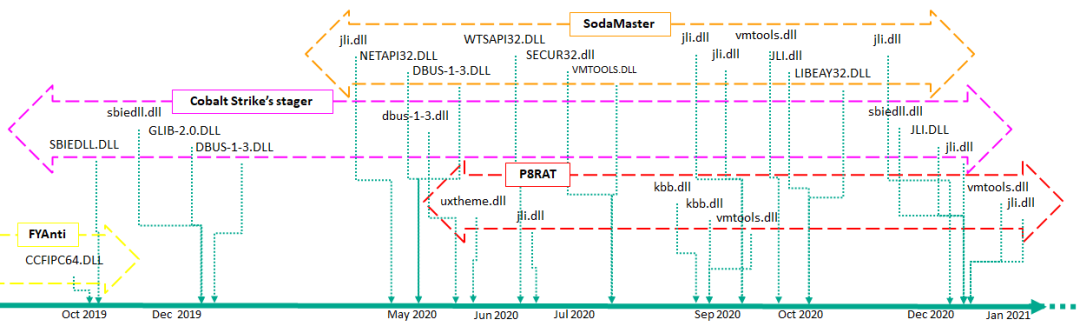 SodaMaster
jli.dll
WTSAPI32.DLL
jli.dll
vmtools.dll
jli.dll
NETAPI32.DLL
SECUR32.dll
jli.dll
JLI.dll
DBUS-1-3.DLL
VMTOOLS.DLL
LIBEAY32.DLL
Cobalt Strike's stager
sbiedll.dll
dbus-1-3.dll
sbiedll.dll
GLIB-2.0.DLL
JLI.DLL
SBIEDLL.DLL
DBUS-1-3.DLL
jli.dll
P8RAT
kbb.dll
vmtools.dll
uxtheme.dll
kbb.dll
jli.dll
jli.dll
vmtools.dll
FYAnti
CCFIPC64.DLL
Oct 2019 Dec 2019 May 2020 Jun 2020 Jul 2020 Sep 2020 Oct 2020 Dec 2020 Jan 2021